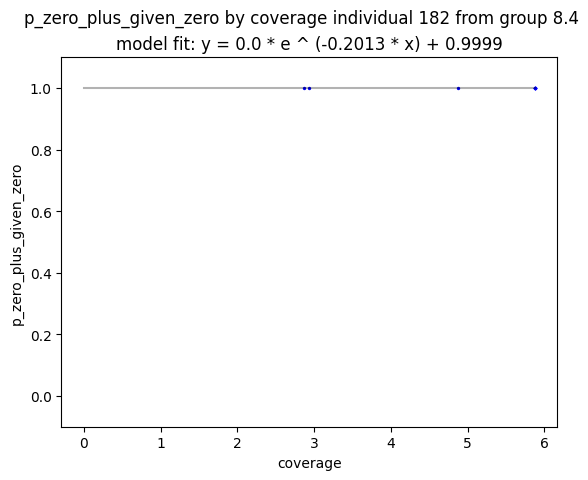 p_zero_plus_given_zero by coverage individual 182 from group 8.4
model fit: y = 0.0 * e ^ (-0.2013 * x) + 0.9999
1.0
0.8
0.6
0.4
0.2
0.0
p_zero_plus_given_zero
0 1 2 3 4 5 6
coverage